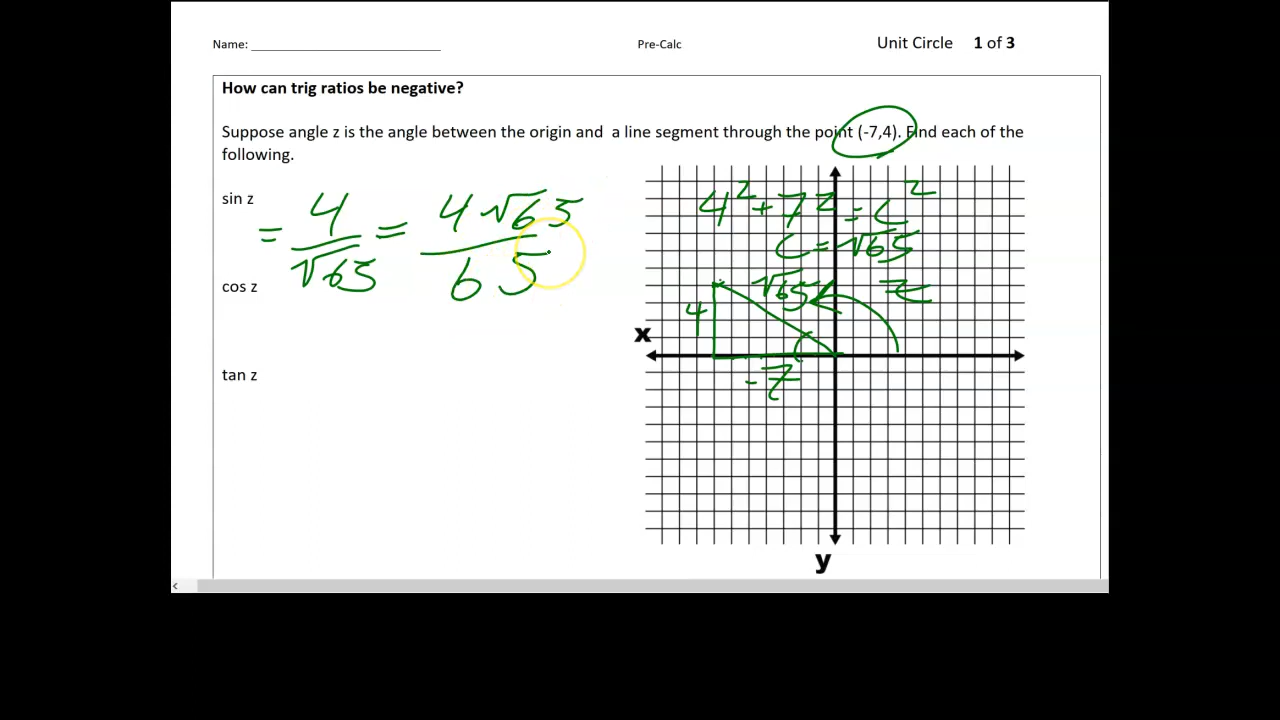 Name: ____________________
Pre-Calc
Unit Circle 1 of 3
How can trig ratios be negative?
Suppose angle z is the angle between the origin and a line segment through the point (-7,4). Find each of the
following.
sin z
= 4/√65 = 4√65/65
cos z
tan z
4² + 7² = c²
c = √65
√65
z
4
x
-7
y